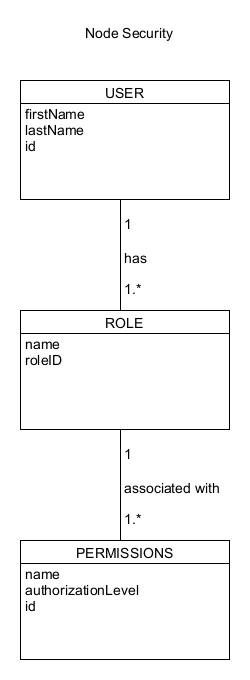 Node Security
USER
firstName
lastName
id
1
has
1.*
ROLE
name
roleID
1
associated with
1.*
PERMISSIONS
name
authorizationLevel
id